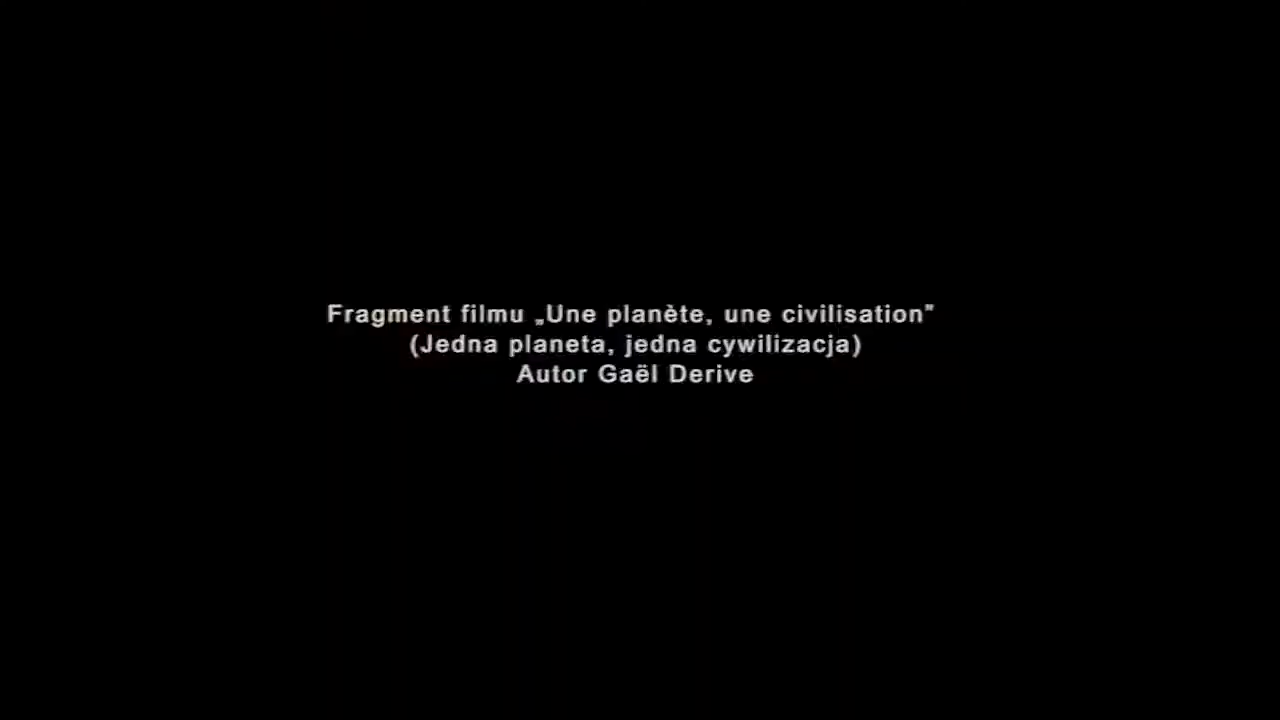 Fragment filmu „Une planète, une civilisation”
(Jedna planeta, jedna cywilizacja)
Autor Gaël Derive